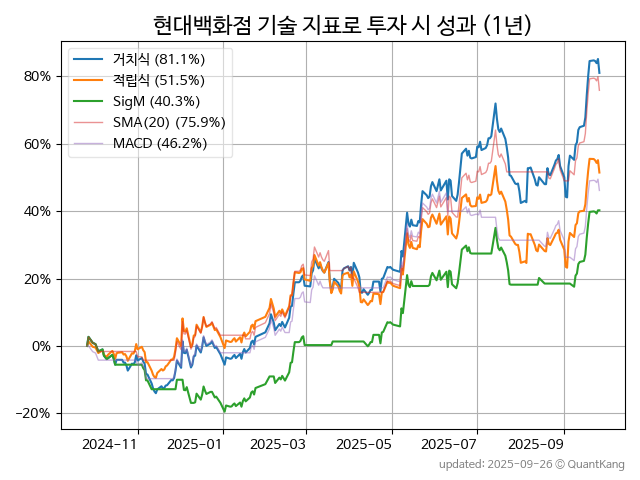 현대백화점 기술 지표로 투자 시 성과 (1년)
거치식 (81.1%)
적립식 (51.5%)
SigM (40.3%)
SMA(20) (75.9%)
MACD (46.2%)
80%
60%
40%
20%
0%
−20%
2024-11
2025-01
2025-03
2025-05
2025-07
2025-09
updated: 2025-09-26 © QuantKang